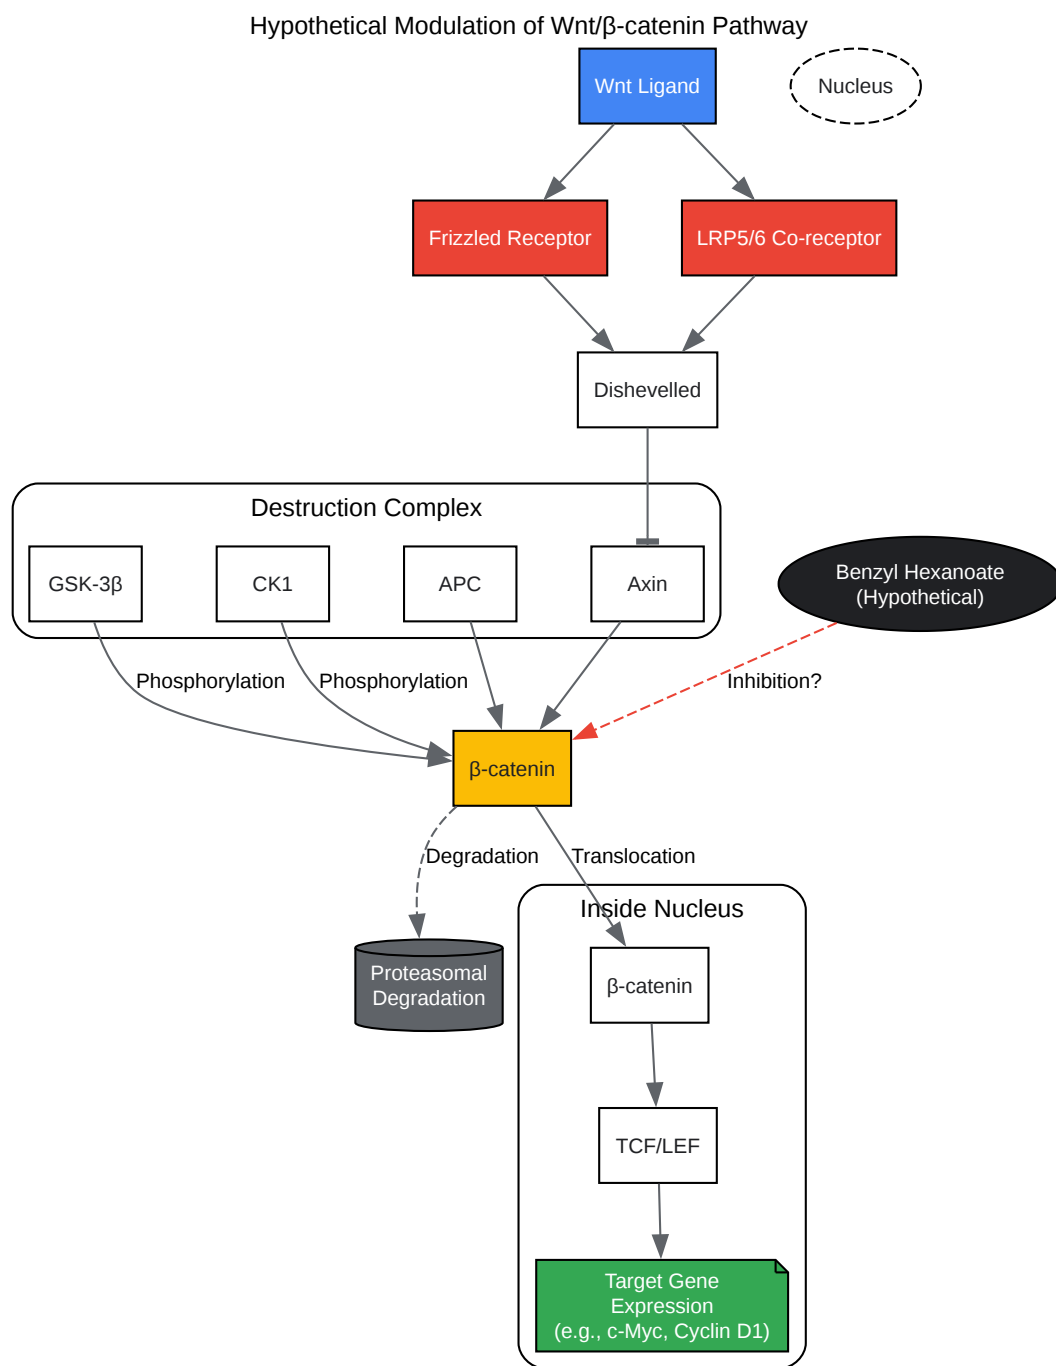 Hypothetical Modulation of Wnt/β-catenin Pathway
Wnt Ligand
Nucleus
Frizzled Receptor
LRP5/6 Co-receptor
Dishevelled
Destruction Complex
GSK-3β
CK1
APC
Axin
Benzyl Hexanoate
(Hypothetical)
Phosphorylation
Phosphorylation
Inhibition?
β-catenin
Degradation
Translocation
Inside Nucleus
Proteasomal
Degradation
β-catenin
TCF/LEF
Target Gene
Expression
(e.g., c-Myc, Cyclin D1)